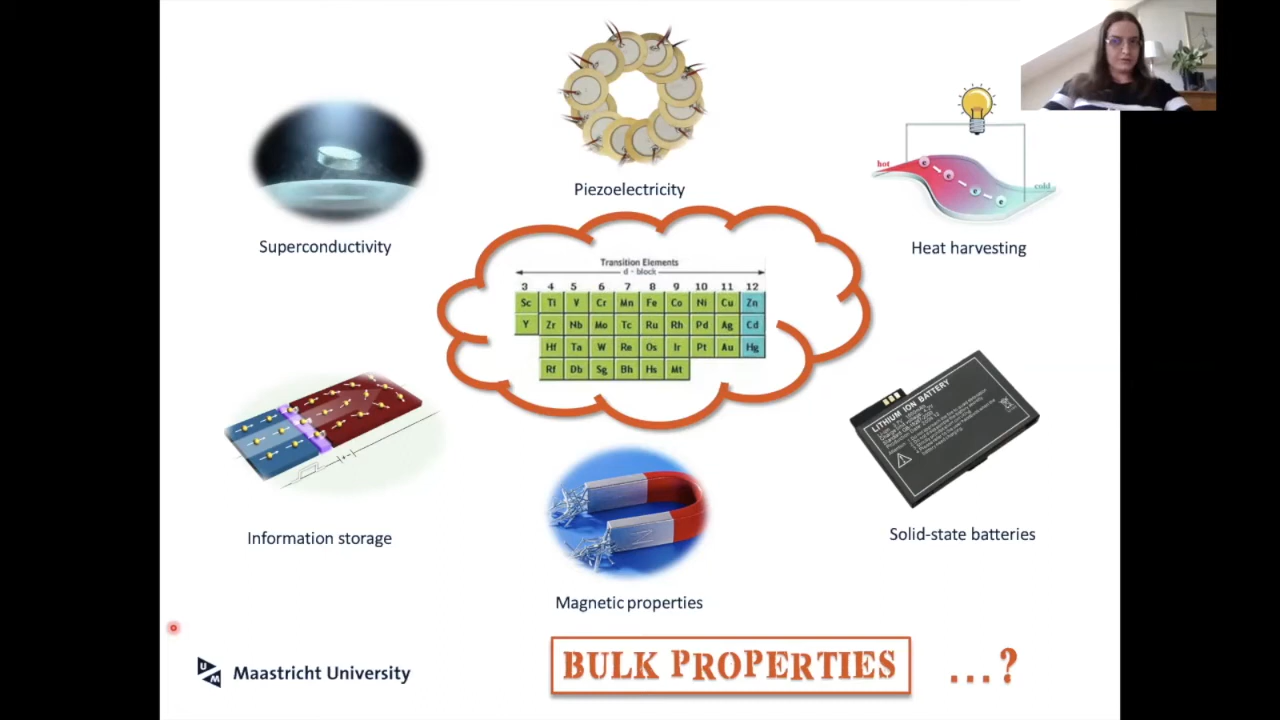 Piezoelectricity
Superconductivity
hot
cold
Heat harvesting
Transition Elements
d - block
3 4 5 6 7 8 9 10 11 12
Sc Ti V Cr Mn Fe Co Ni Cu Zn
Y Zr Nb Mo Tc Ru Rh Pd Ag Cd
Hf Ta W Re Os Ir Pt Au Hg
Rf Db Sg Bh Hs Mt
LITHIUM ION BATTERY
Information storage
Solid-state batteries
Magnetic properties
UM
Maastricht University
BULK PROPERTIES
...?